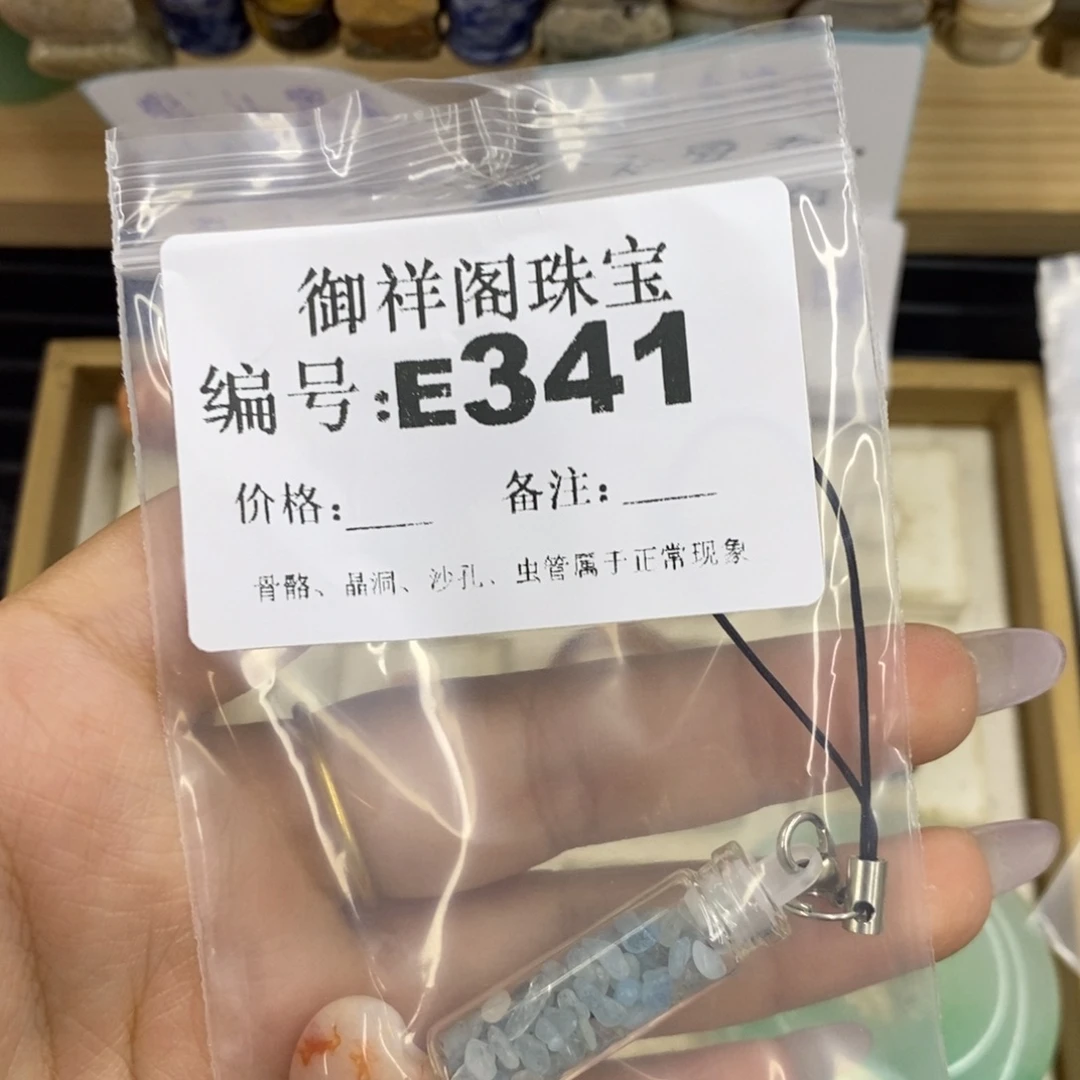 御祥阁珠宝
编号:E341
价格:____ 备注:____
骨骼、晶洞、沙孔、虫管属于正常现象